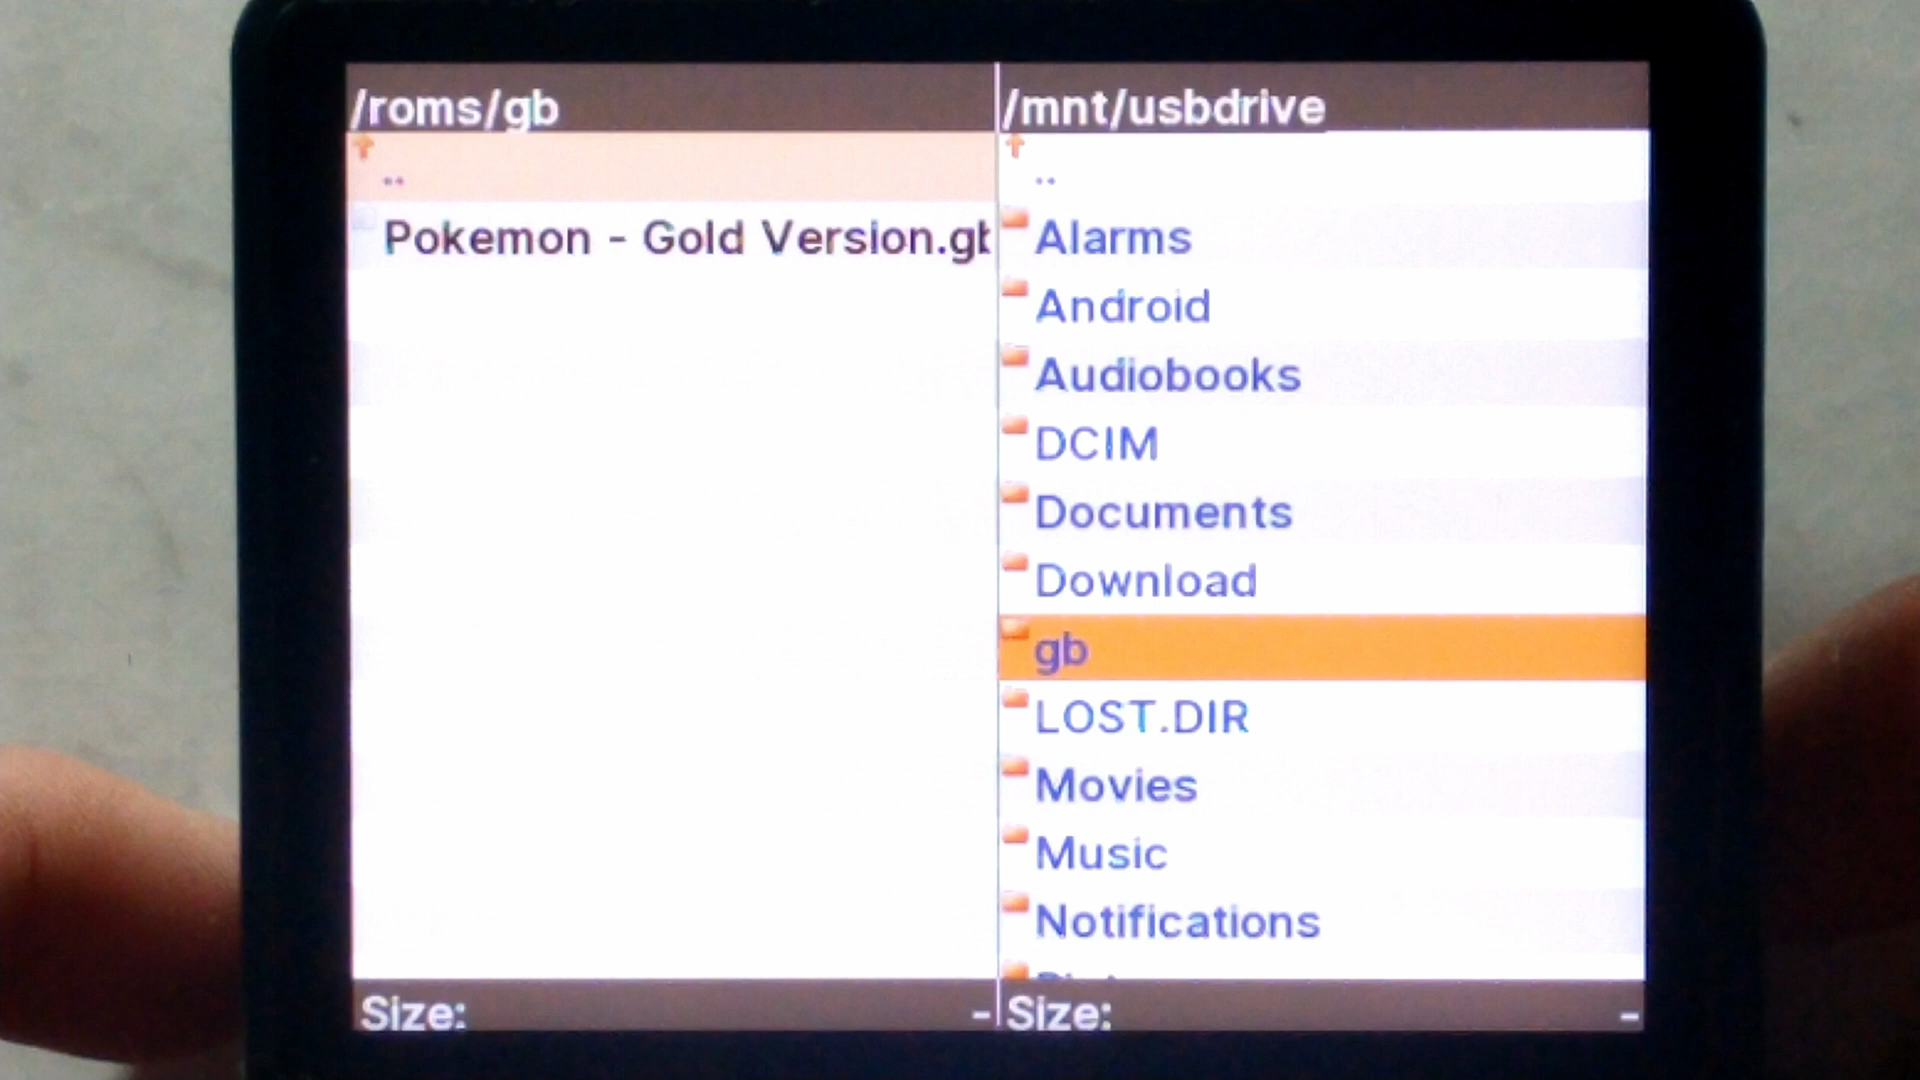 /roms/gb
..
Pokemon - Gold Version.gb
Size: -
/mnt/usbdrive
..
Alarms
Android
Audiobooks
DCIM
Documents
Download
gb
LOST.DIR
Movies
Music
Notifications
Size: -